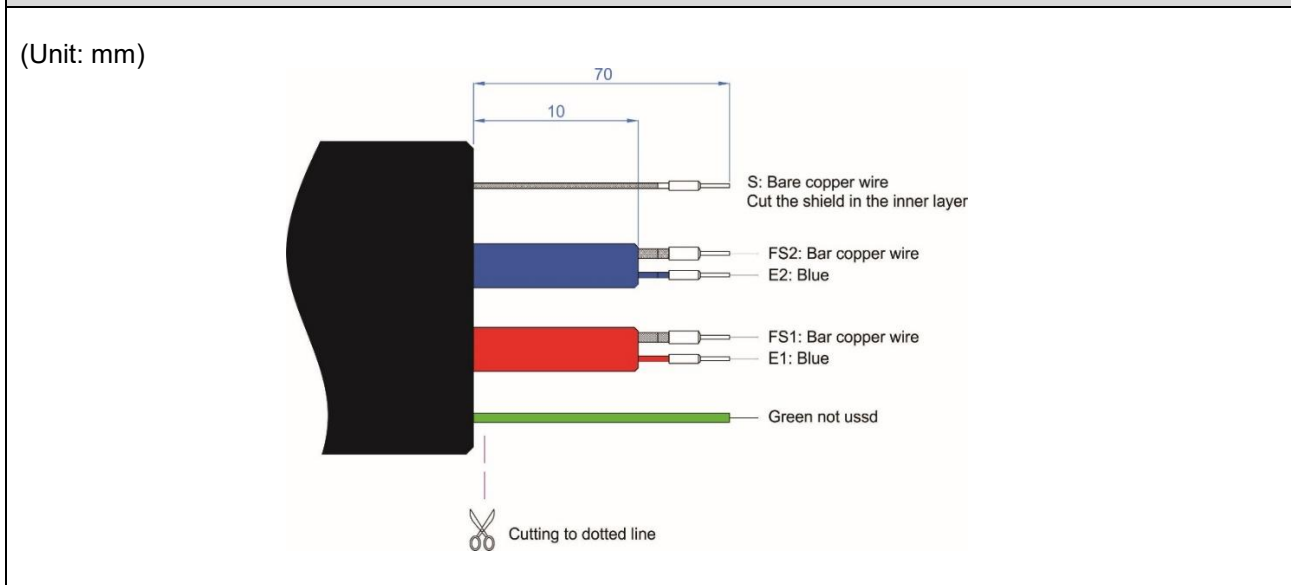 (Unit: mm)
70
10
S: Bare copper wire
Cut the shield in the inner layer
FS2: Bar copper wire
E2: Blue
FS1: Bar copper wire
E1: Blue
Green not ussd
Cutting to dotted line